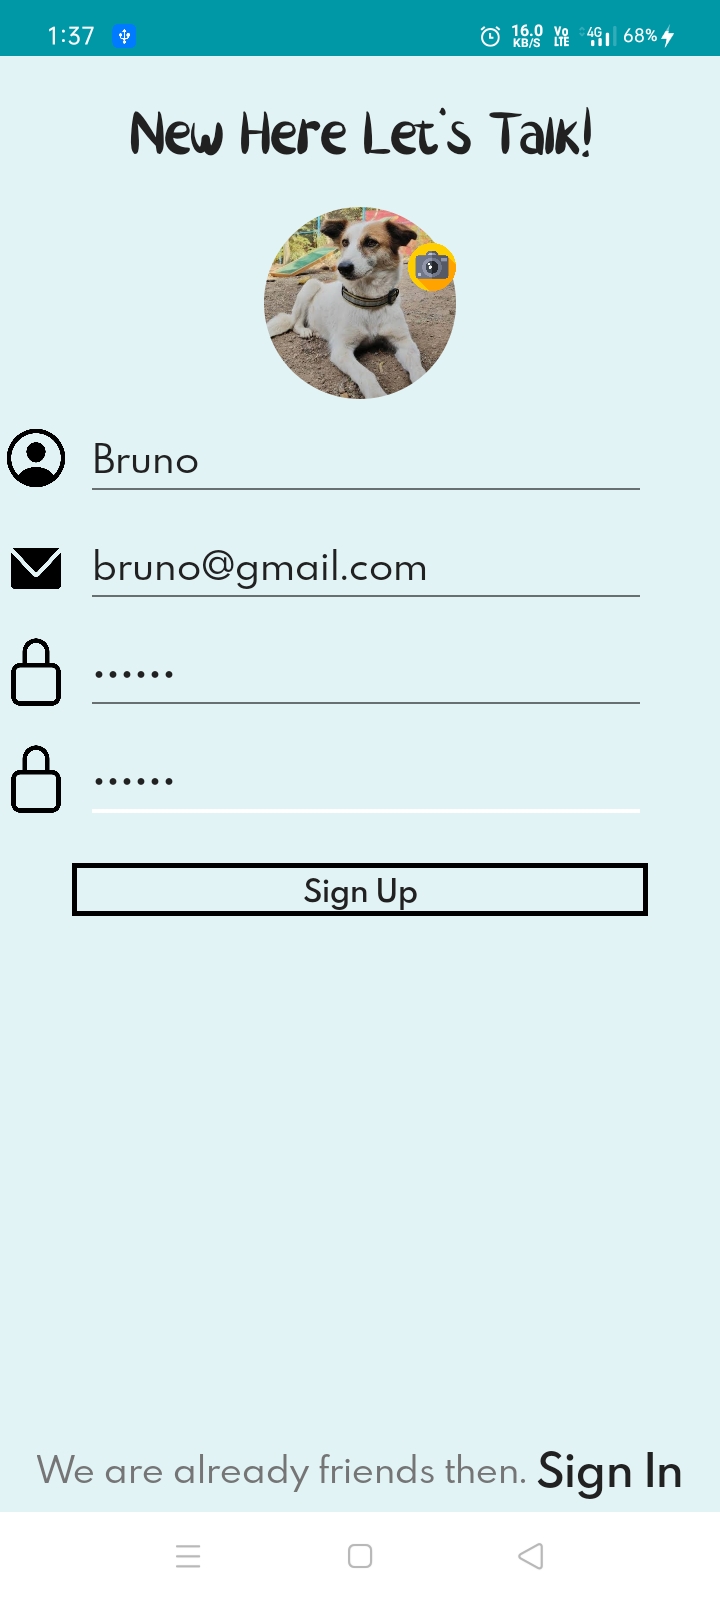 1:37 16.0 KB/S Vo LTE 4G 68%
New Here Let's Talk!
Bruno
bruno@gmail.com
••••••
••••••
Sign Up
We are already friends then. Sign In